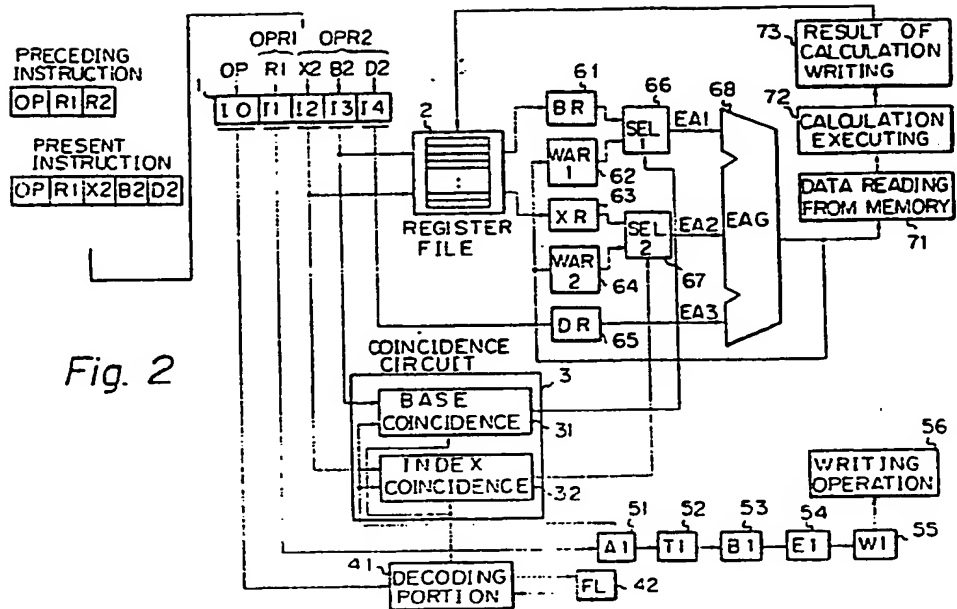 PRECEDING INSTRUCTION
OP R1 R2
PRESENT INSTRUCTION
OP R1 X2 B2 D2
OPR1 OPR2
OP R1 X2 B2 D2
1
I0 I1 I2 I3 I4
2
REGISTER FILE
61
BR
WAR 1
62
63
XR
WAR 2
64
DR
65
66
SEL 1
SEL 2
67
EA1
EA2
EA3
68
EAG
73
RESULT OF CALCULATION WRITING
72
CALCULATION EXECUTING
DATA READING FROM MEMORY
71
Fig. 2
COINCIDENCE CIRCUIT
3
BASE COINCIDENCE
31
INDEX COINCIDENCE
32
41
DECODING PORTION
FL
42
51
A1
52
T1
53
B1
54
E1
W1
55
56
WRITING OPERATION